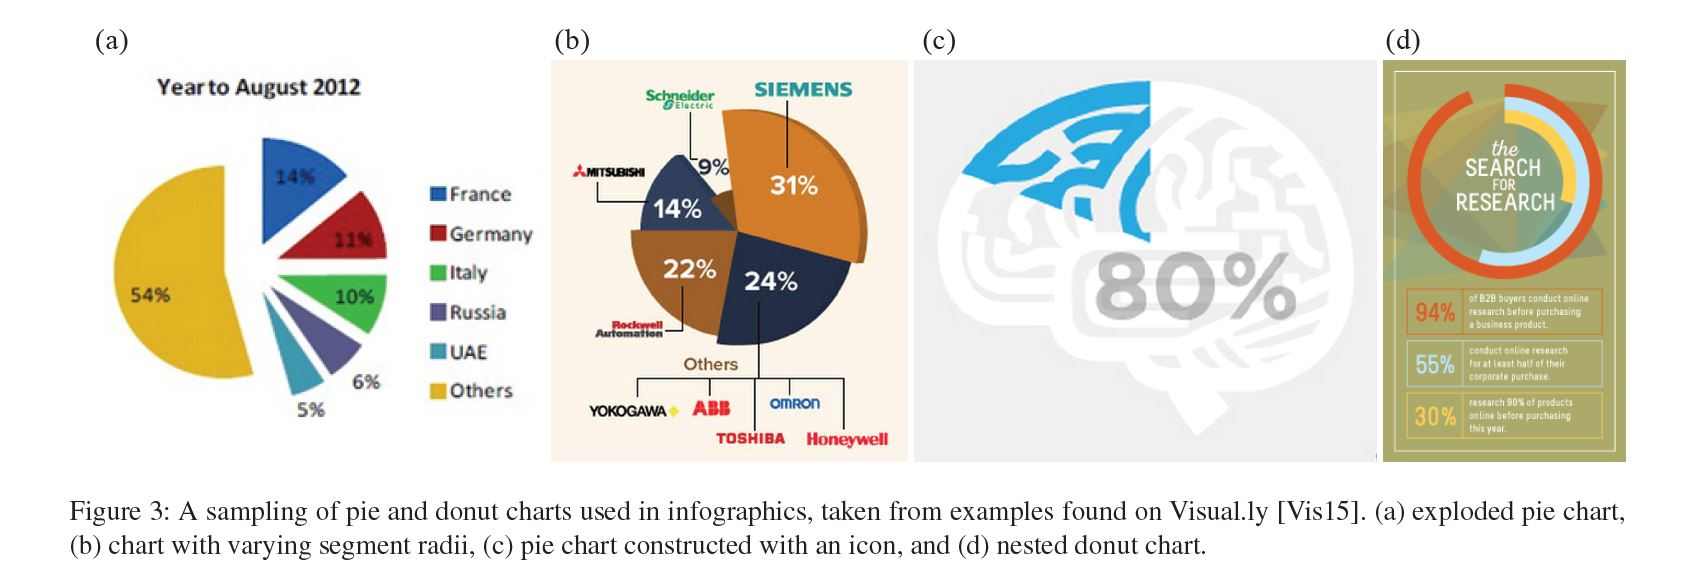 (a)
Year to August 2012
14%
11%
10%
6%
5%
54%
France
Germany
Italy
Russia
UAE
Others
(b)
Schneider
Electric
SIEMENS
MITSUBISHI
9%
31%
14%
22%
24%
Rockwell
Automation
Others
YOKOGAWA
ABB
TOSHIBA
OMRON
Honeywell
(c)
80%
(d)
the
SEARCH
FOR
RESEARCH
94%
of B2B buyers conduct online
research before purchasing
a business product.
55%
conduct online research
for at least half of their
corporate purchase.
30%
research 90% of products
online before purchasing
this year.
Figure 3: A sampling of pie and donut charts used in infographics, taken from examples found on Visual.ly [Vis15]. (a) exploded pie chart,
(b) chart with varying segment radii, (c) pie chart constructed with an icon, and (d) nested donut chart.